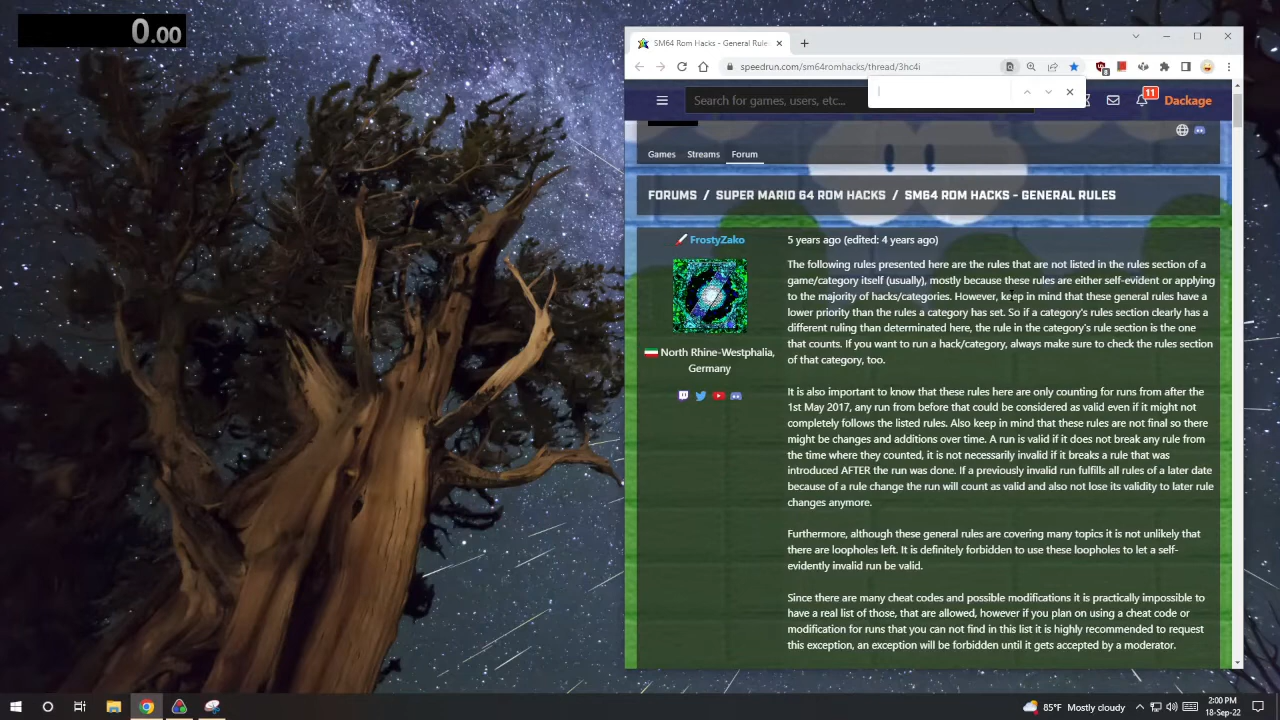 0.00
SM64 Rom Hacks - General Rule
speedrun.com/sm64romhacks/thread/3hc4i
Search for games, users, etc...
11
Dackage
Games Streams Forum
FORUMS / SUPER MARIO 64 ROM HACKS / SM64 ROM HACKS - GENERAL RULES
FrostyZako
North Rhine-Westphalia,
Germany
5 years ago (edited: 4 years ago)
The following rules presented here are the rules that are not listed in the rules section of a
game/category itself (usually), mostly because these rules are either self-evident or applying
to the majority of hacks/categories. However, keep in mind that these general rules have a
lower priority than the rules a category has set. So if a category's rules section clearly has a
different ruling than determinated here, the rule in the category's rule section is the one
that counts. If you want to run a hack/category, always make sure to check the rules section
of that category, too.
It is also important to know that these rules here are only counting for runs from after the
1st May 2017, any run from before that could be considered as valid even if it might not
completely follows the listed rules. Also keep in mind that these rules are not final so there
might be changes and additions over time. A run is valid if it does not break any rule from
the time where they counted, it is not necessarily invalid if it breaks a rule that was
introduced AFTER the run was done. If a previously invalid run fulfills all rules of a later date
because of a rule change the run will count as valid and also not lose its validity to later rule
changes anymore.
Furthermore, although these general rules are covering many topics it is not unlikely that
there are loopholes left. It is definitely forbidden to use these loopholes to let a self-
evidently invalid run be valid.
Since there are many cheat codes and possible modifications it is practically impossible to
have a real list of those, that are allowed, however if you plan on using a cheat code or
modification for runs that you can not find in this list it is highly recommended to request
this exception, an exception will be forbidden until it gets accepted by a moderator.
85°F Mostly cloudy
2:00 PM
18-Sep-22